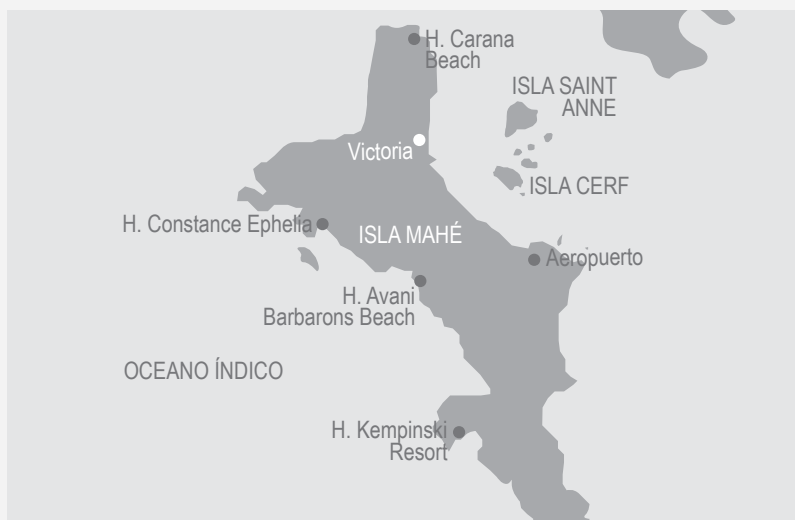 H. Carana
Beach
ISLA SAINT
ANNE
Victoria
ISLA CERF
H. Constance Ephelia
ISLA MAHÉ
Aeropuerto
H. Avani
Barbarons Beach
OCEANO ÍNDICO
H. Kempinski
Resort